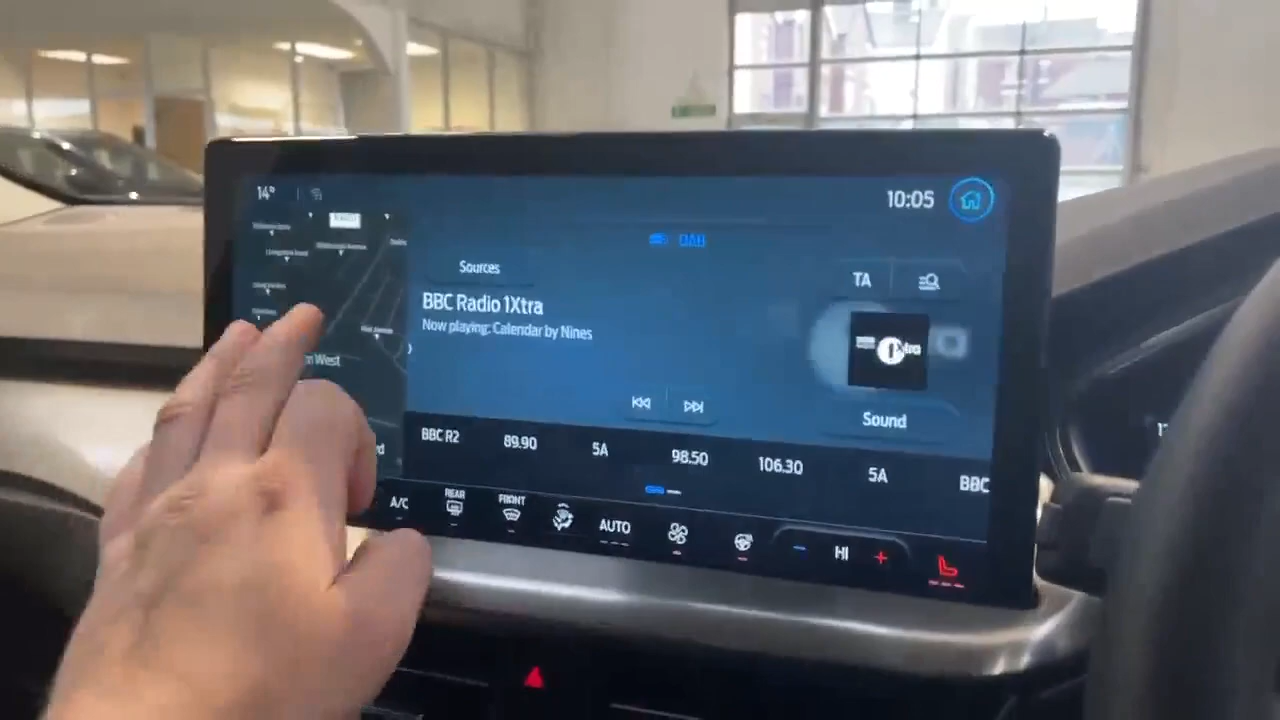 14°
10:05
DAB
Sources
TA
BBC Radio 1Xtra
Now playing: Calendar by Nines
West
Sound
BBC R2
89.90
5A
98.50
106.30
5A
BBC
A/C
REAR
FRONT
AUTO
HI